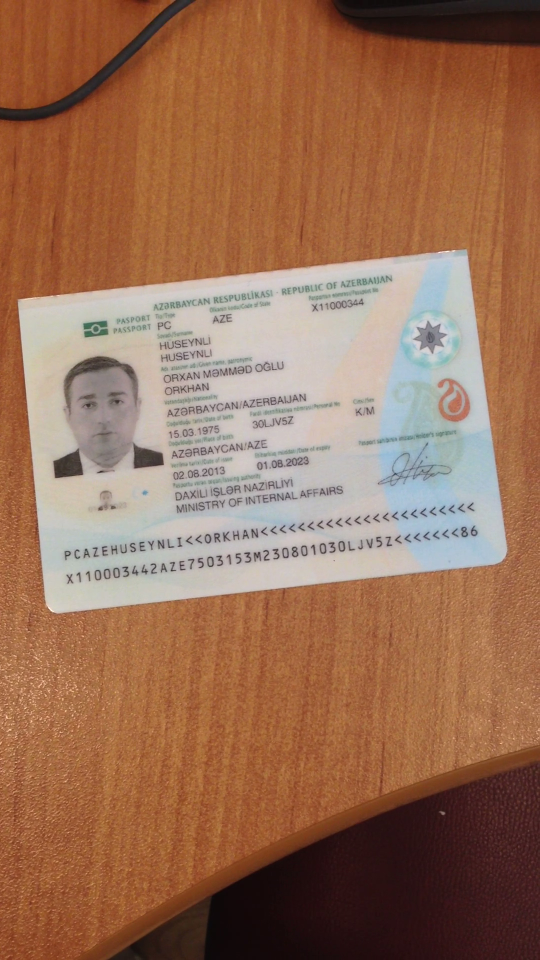 AZƏRBAYCAN RESPUBLİKASI - REPUBLIC OF AZERBAIJAN
PASPORT
PASSPORT
Tip/Type
PC
AZE
X11000344
HUSEYNLİ
HUSEYNLI
ORXAN MƏMMƏD OĞLU
ORKHAN
AZƏRBAYCAN/AZERBAIJAN
15.03.1975
30LJV5Z
K/M
AZƏRBAYCAN/AZE
02.08.2013
01.08.2023
DAXİLİ İŞLƏR NAZİRLİYİ
MINISTRY OF INTERNAL AFFAIRS
PCAZEHUSEYNLI<<ORKHAN<<<<<<<<<<<<<<<<<<<<<<<
X110003442AZE7503153M230801030LJV5Z<<<<<<<86